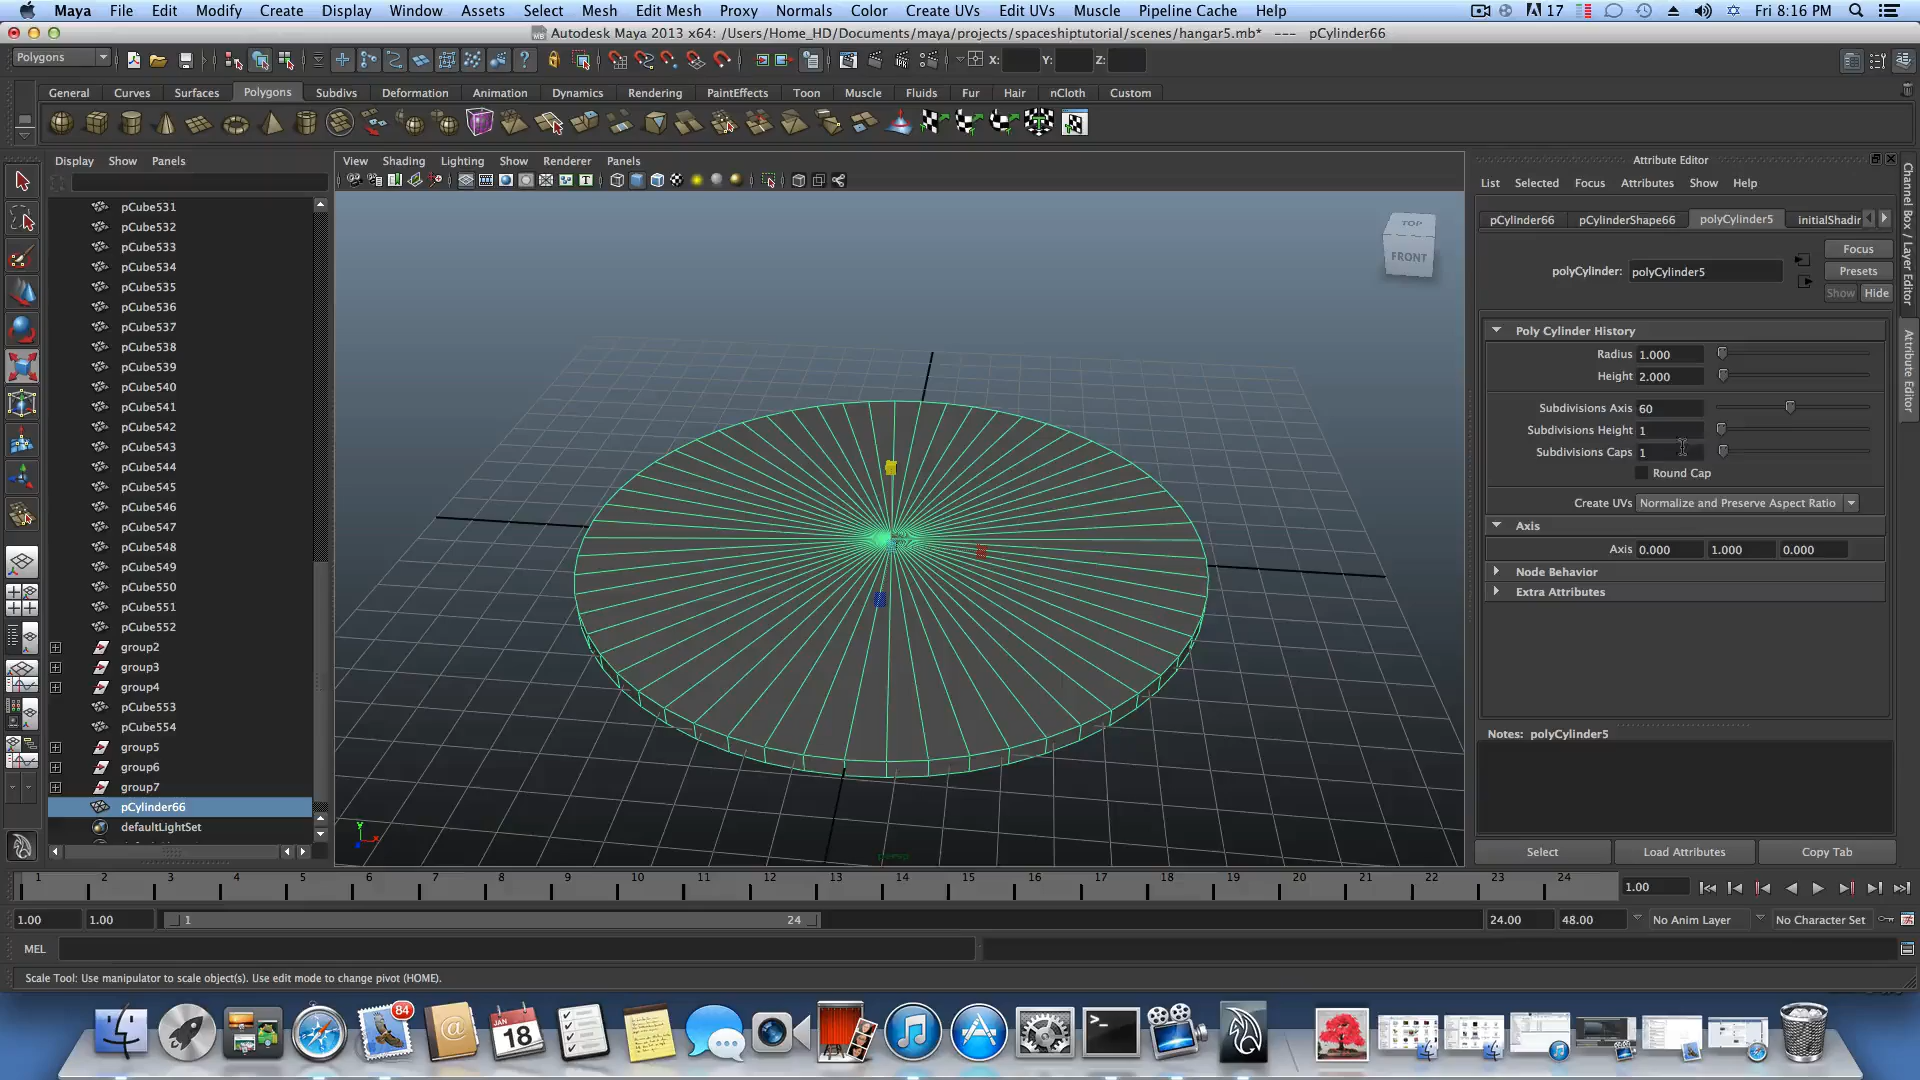 Maya File Edit Modify Create Display Window Assets Select Mesh Edit Mesh Proxy Normals Color Create UVs Edit UVs Muscle Pipeline Cache Help 17 Fri 8:16 PM
Autodesk Maya 2013 x64: /Users/Home_HD/Documents/maya/projects/spaceshiptutorial/scenes/hangar5.mb* --- pCylinder66
Polygons X: Y: Z:
General Curves Surfaces Polygons Subdivs Deformation Animation Dynamics Rendering PaintEffects Toon Muscle Fluids Fur Hair nCloth Custom
Display Show Panels
pCube531
pCube532
pCube533
pCube534
pCube535
pCube536
pCube537
pCube538
pCube539
pCube540
pCube541
pCube542
pCube543
pCube544
pCube545
pCube546
pCube547
pCube548
pCube549
pCube550
pCube551
pCube552
group2
group3
group4
pCube553
pCube554
group5
group6
group7
pCylinder66
defaultLightSet
View Shading Lighting Show Renderer Panels
TOP
FRONT
y
x
persp
Attribute Editor
List Selected Focus Attributes Show Help
pCylinder66 pCylinderShape66 polyCylinder5 initialShadir
Focus
polyCylinder: polyCylinder5 Presets
Show Hide
Poly Cylinder History
Radius 1.000
Height 2.000
Subdivisions Axis 60
Subdivisions Height 1
Subdivisions Caps 1
Round Cap
Create UVs Normalize and Preserve Aspect Ratio
Axis
Axis 0.000 1.000 0.000
Node Behavior
Extra Attributes
Notes: polyCylinder5
Select Load Attributes Copy Tab
Channel Box / Layer Editor
Attribute Editor
1 2 3 4 5 6 7 8 9 10 11 12 13 14 15 16 17 18 19 20 21 22 23 24 1.00
1.00 1.00 1 24 24.00 48.00 No Anim Layer No Character Set
MEL
Scale Tool: Use manipulator to scale object(s). Use edit mode to change pivot (HOME).
84
JAN
18